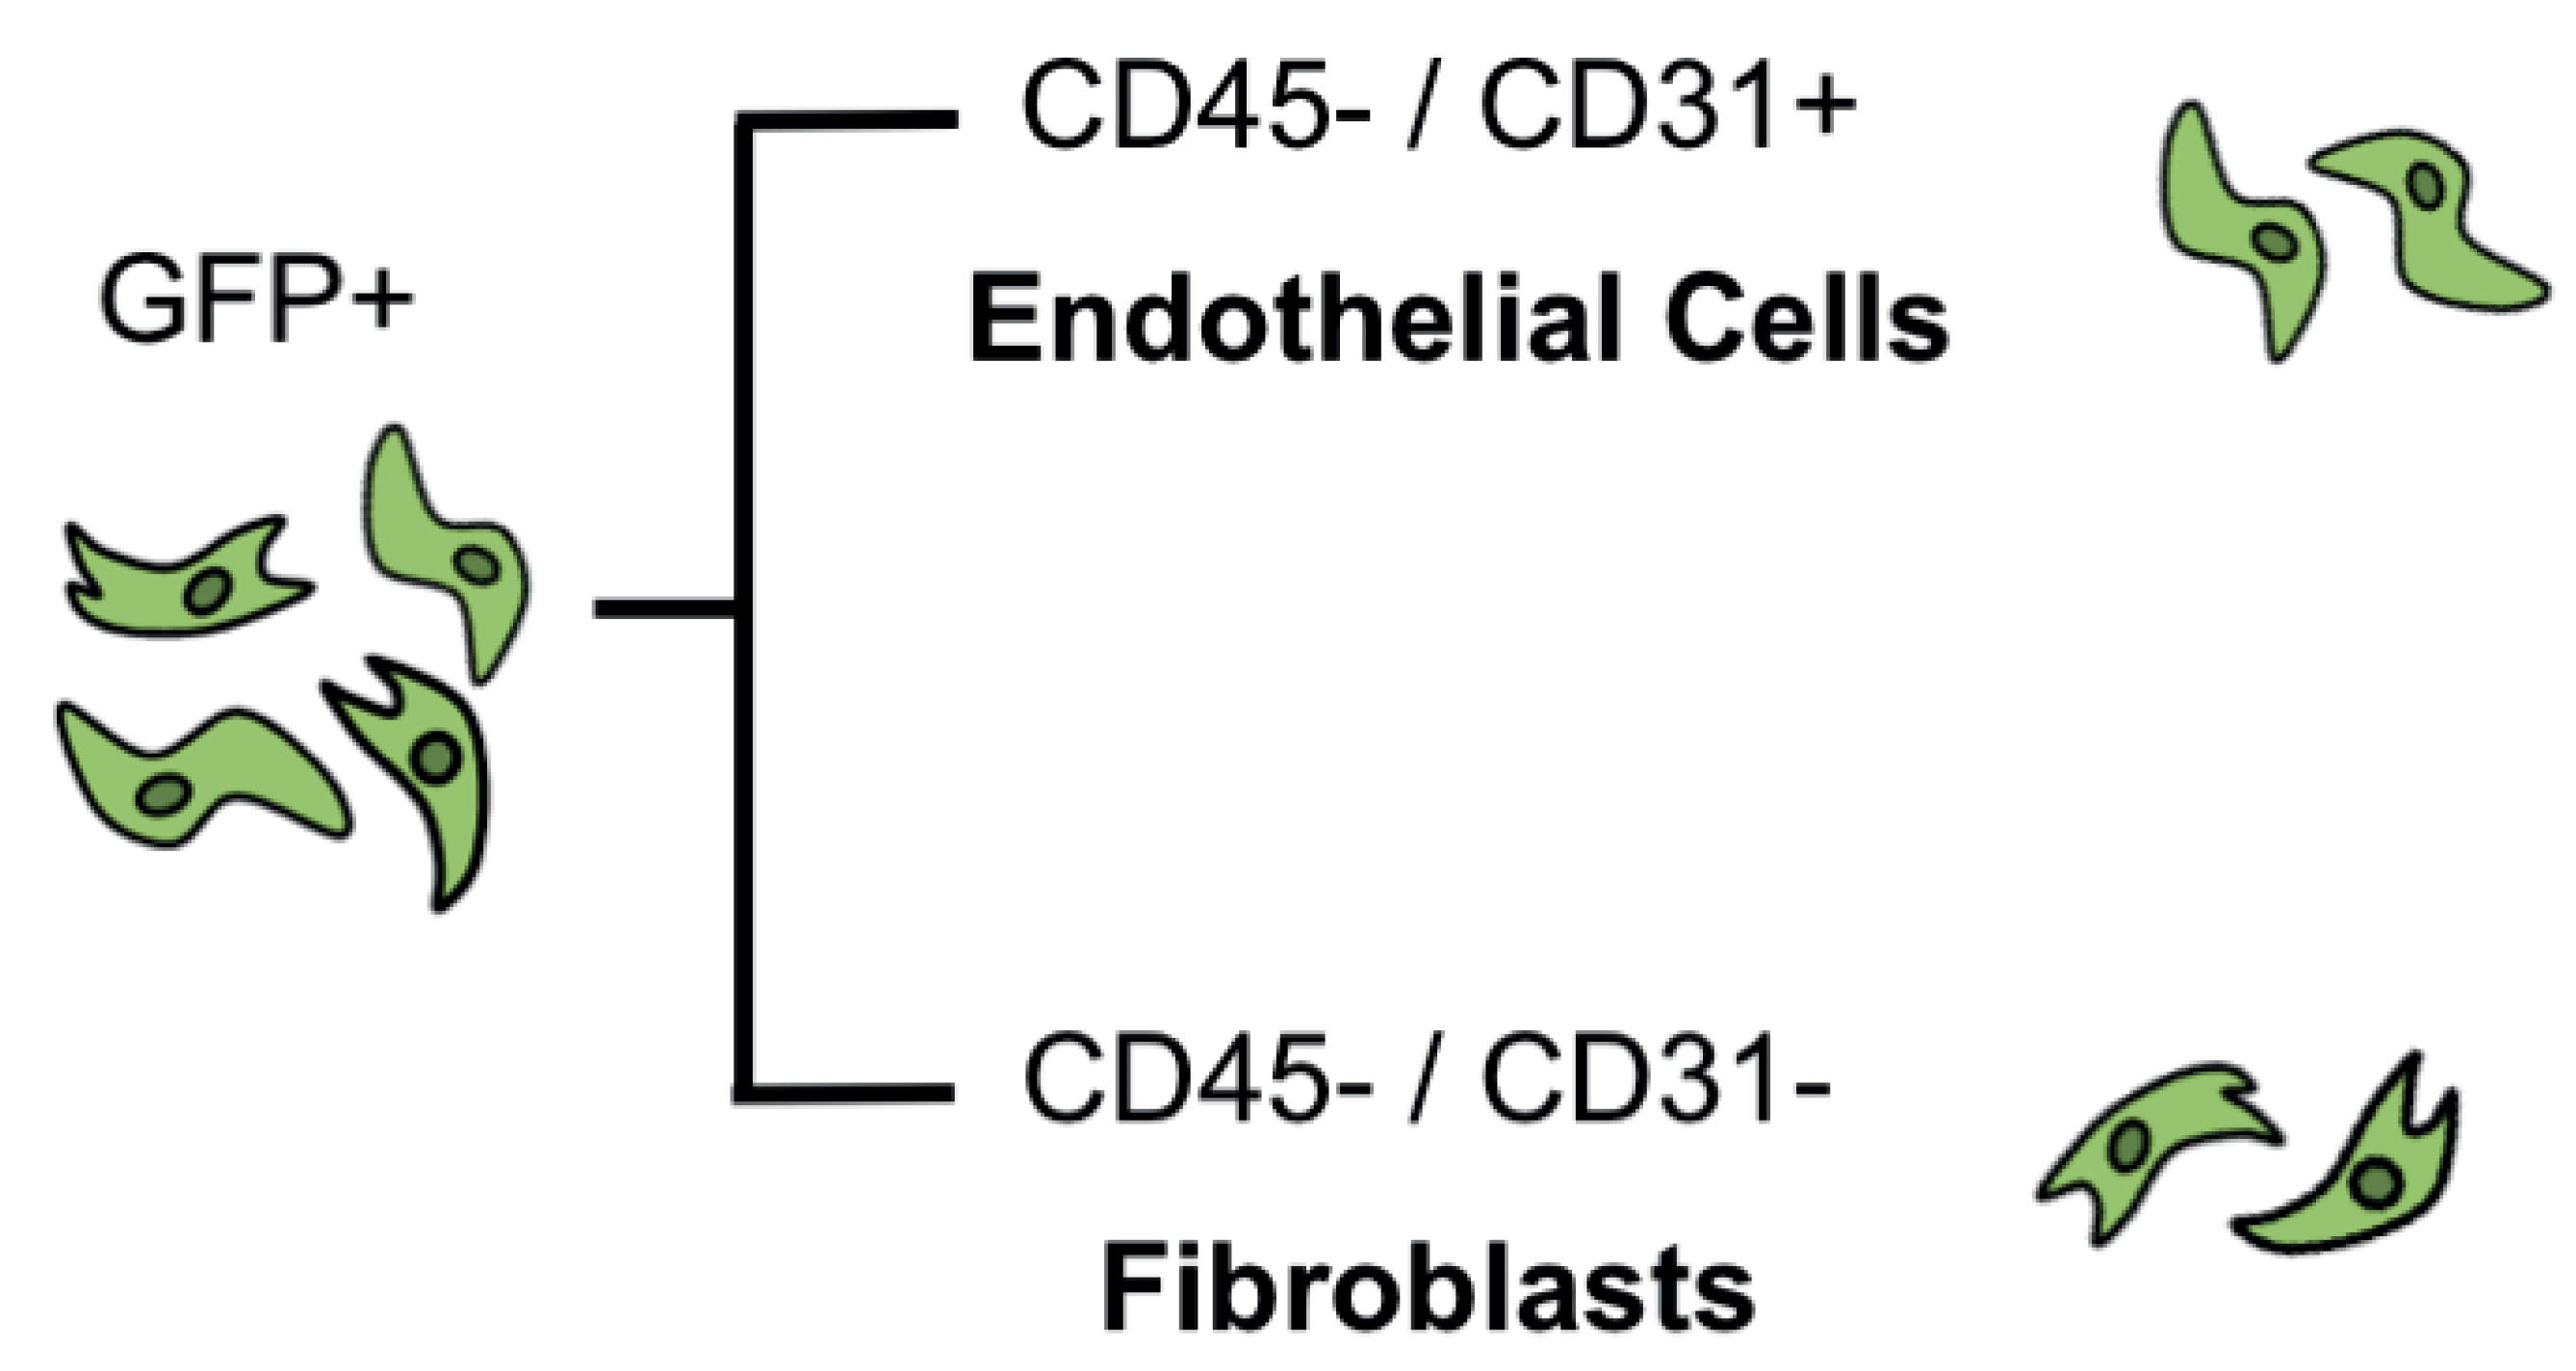 GFP+
CD45- / CD31+
Endothelial Cells
CD45- / CD31-
Fibroblasts